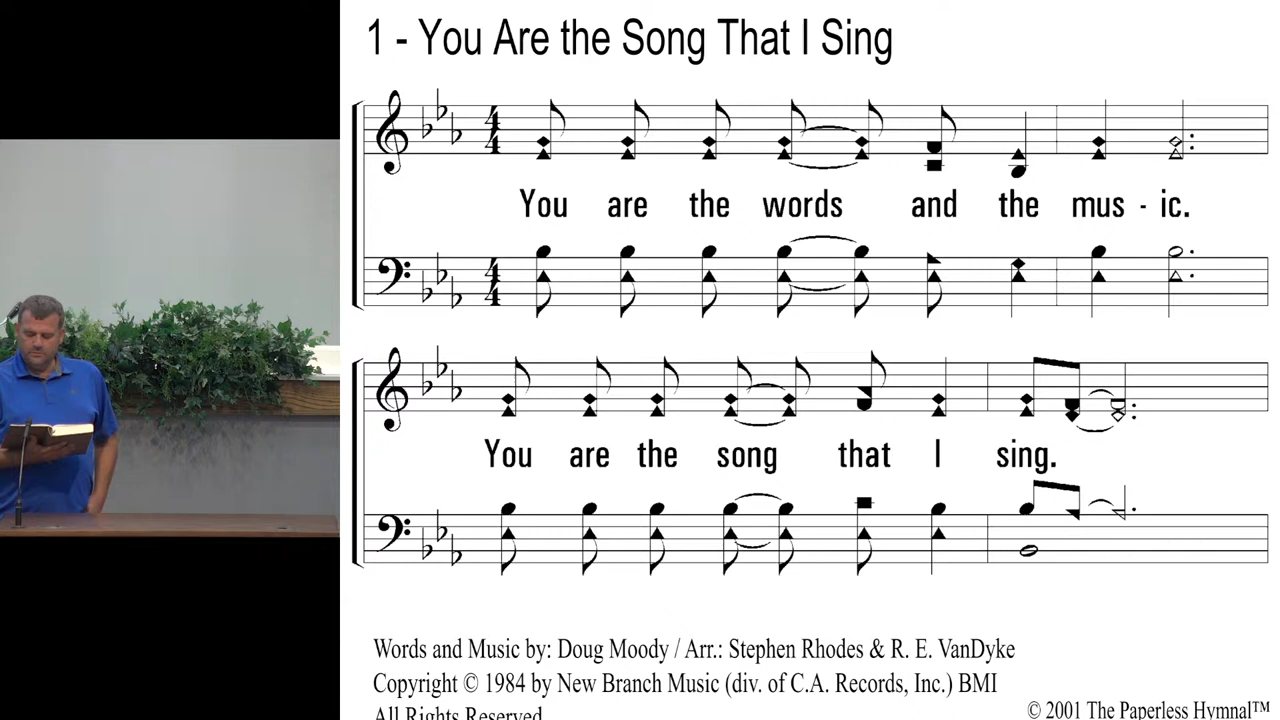 1 - You Are the Song That I Sing
You are the words and the mus - ic.
You are the song that I sing.
Words and Music by: Doug Moody / Arr.: Stephen Rhodes & R. E. VanDyke
Copyright © 1984 by New Branch Music (div. of C.A. Records, Inc.) BMI
All Rights Reserved
© 2001 The Paperless Hymnal™